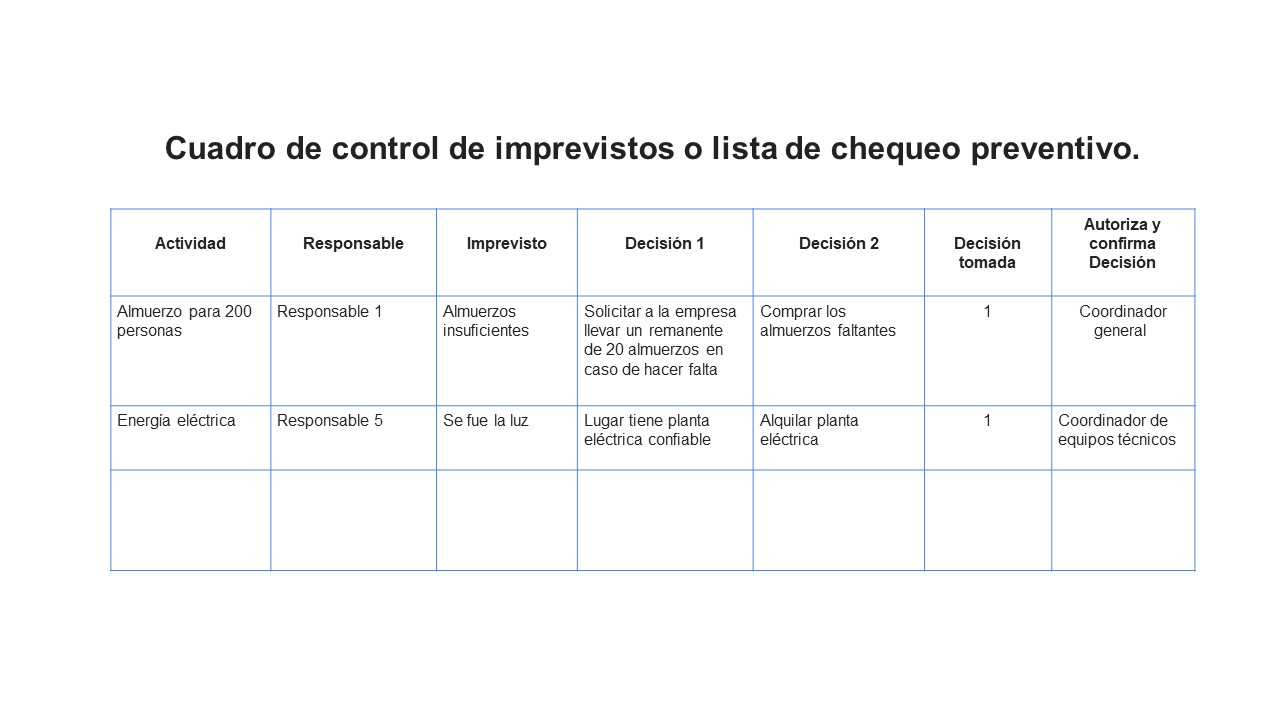 Cuadro de control de imprevistos o lista de chequeo preventivo.
Actividad
Responsable
Imprevisto
Decisión 1
Decisión 2
Decisión
tomada
Autoriza y
confirma
Decisión
Almuerzo para 200
personas
Responsable 1
Almuerzos
insuficientes
Solicitar a la empresa
llevar un remanente
de 20 almuerzos en
caso de hacer falta
Comprar los
almuerzos faltantes
1
Coordinador
general
Energía eléctrica
Responsable 5
Se fue la luz
Lugar tiene planta
eléctrica confiable
Alquilar planta
eléctrica
1
Coordinador de
equipos técnicos